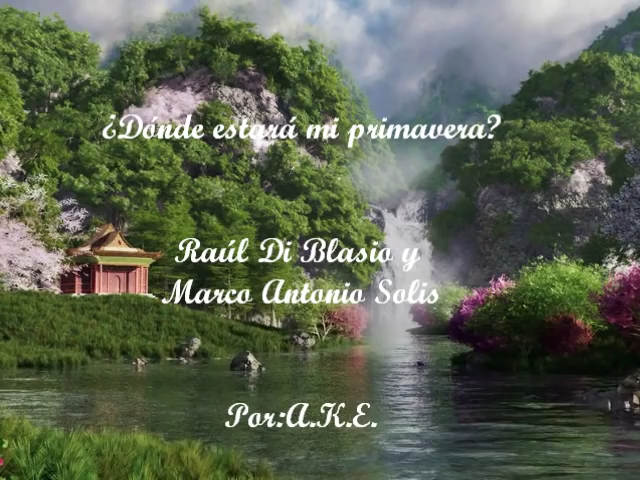 ¿Dónde estará mi primavera?
Raúl Di Blasio y
Marco Antonio Solis
Por:A.K.E.